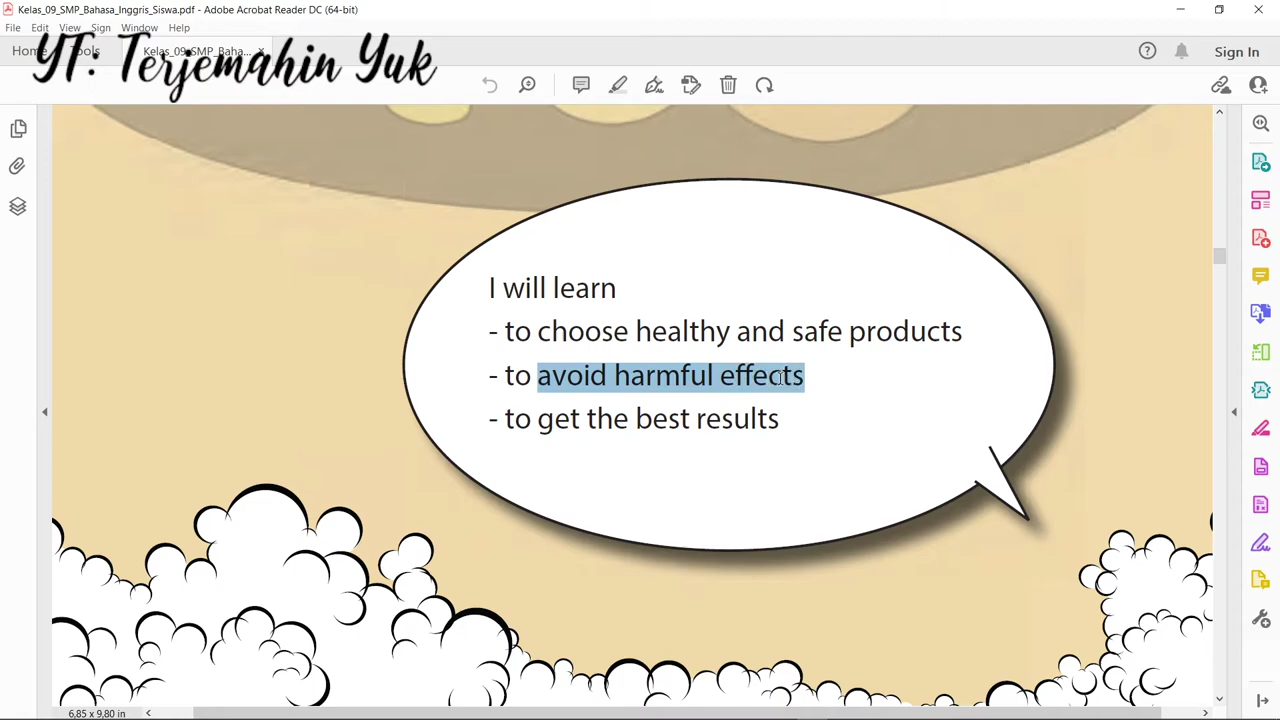 Kelas_09_SMP_Bahasa_Inggris_Siswa.pdf - Adobe Acrobat Reader DC (64-bit)
File Edit View Sign Window Help
Home Tools Kelas_09_SMP_Baha... × Sign In
YT: Terjemahin Yuk
I will learn
- to choose healthy and safe products
- to avoid harmful effects
- to get the best results
6,85 x 9,80 in